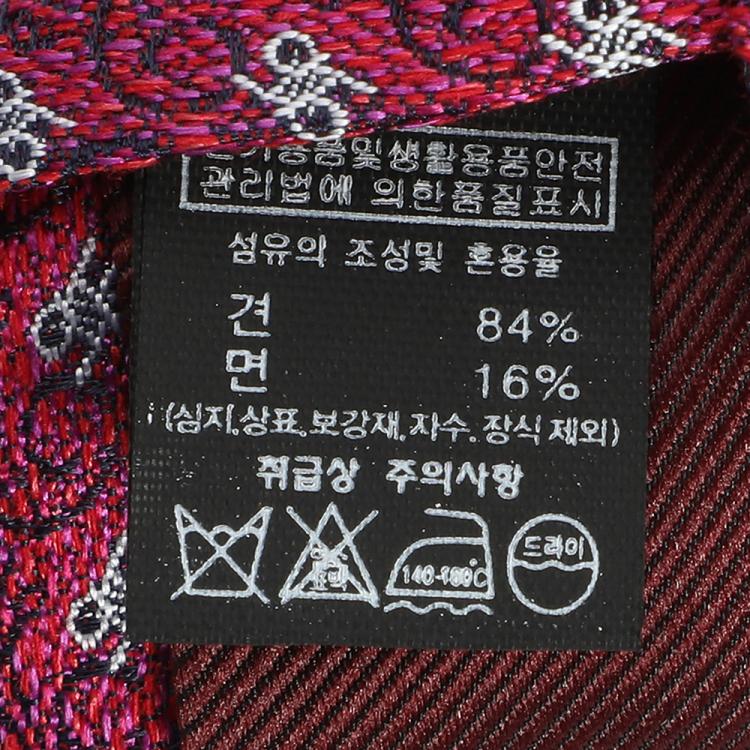 전기용품및생활용품안전
관리법에 의한품질표시
섬유의 조성및 혼용율
견 84%
면 16%
(심지,상표,보강재,자수,장식 제외)
취급상 주의사항
140-180°C
드라이